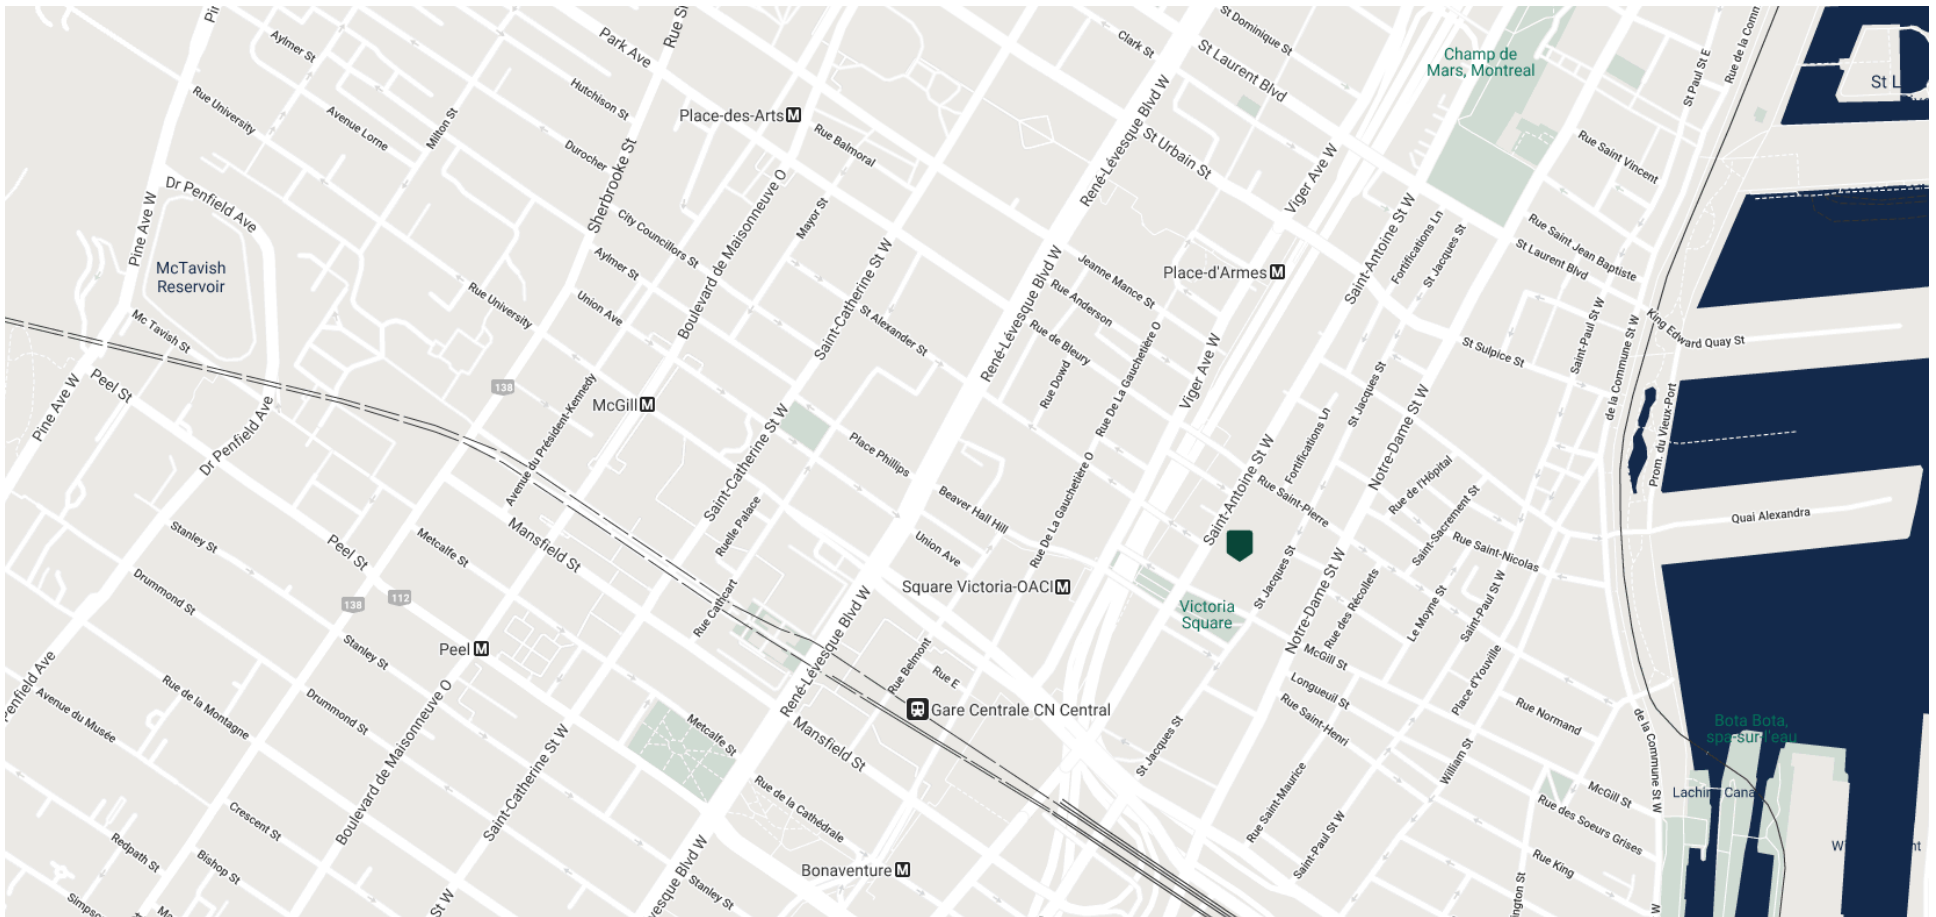 Aylmer St
Park Ave
Clark St
St Dominique St
St Laurent Blvd
Champ de
Mars, Montreal
St Paul St E
Hutchison St
Rue University
Avenue Lorne
Milton St
Place-des-Arts M
Rue Balmoral
Durocher
Sherbrooke St
René-Lévesque Blvd W
St Urbain St
Viger Ave W
Rue Saint Vincent
Dr Penfield Ave
Pine Ave W
City Councillors St
Boulevard de Maisonneuve O
Mayor St
Saint-Antoine St W
Fortifications Ln
St Jacques St
Rue Saint Jean Baptiste
St Laurent Blvd
McTavish
Reservoir
Aylmer St
Union Ave
Rue University
Saint-Catherine St W
René-Lévesque Blvd W
Jeanne Mance St
Rue Anderson
Rue de Bleury
Place-d'Armes M
Mc Tavish St
St Alexander St
Rue De La Gauchetière O
Viger Ave W
Rue Dowd
St Sulpice St
Saint-Paul St W
de la Commune St W
King Edward Quay St
Peel St
Pine Ave W
Dr Penfield Ave
138
Avenue du Président-Kennedy
McGill M
Saint-Catherine St W
Place Phillips
St Jacques St
Fortifications Ln
Notre-Dame St W
Prom. du Vieux-Port
Ruelle Palace
Beaver Hall Hill
Union Ave
Rue De La Gauchetière O
Saint-Antoine St W
Rue Saint-Pierre
Rue de l'Hôpital
Saint-Sacrement St
Rue Saint-Nicolas
Quai Alexandra
Stanley St
Peel St
Metcalfe St
Mansfield St
Drummond St
138
112
Rue Cathcart
Square Victoria-OACI M
Victoria
Square
St Jacques St
Notre-Dame St W
Rue des Récollets
Le Moyne St
Saint-Paul St W
Stanley St
Peel M
René-Lévesque Blvd W
Rue Belmont
Rue E
McGill St
Longueuil St
Rue Saint-Henri
Place d'Youville
Penfield Ave
Avenue du Musée
Rue de la Montagne
Drummond St
Boulevard de Maisonneuve O
Saint-Catherine St W
Metcalfe St
Mansfield St
Gare Centrale CN Central
St Jacques St
Rue Normand
de la Commune St W
Bota Bota,
spa-sur-l'eau
William St
Rue Saint-Maurice
Saint-Paul St W
McGill St
Rue des Soeurs Grises
Rue King
Crescent St
Redpath St
Bishop St
Rue de la Cathédrale
Bonaventure M
Stanley St